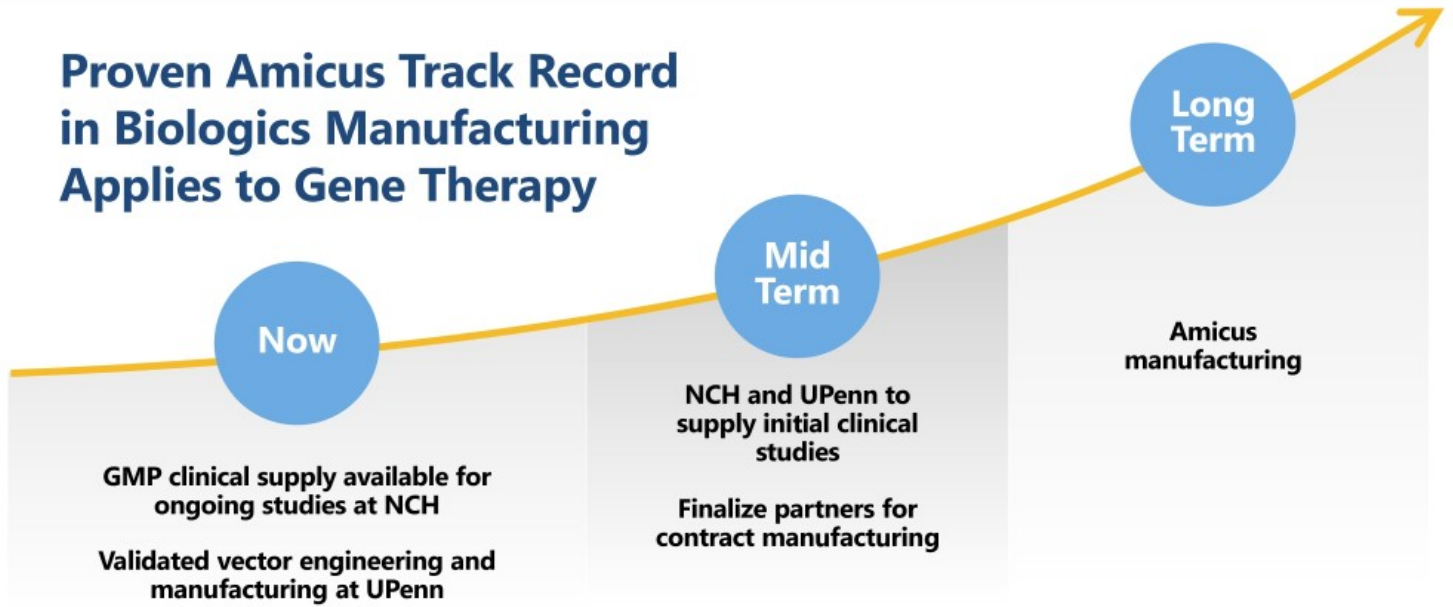 Proven Amicus Track Record
in Biologics Manufacturing
Applies to Gene Therapy
Now
GMP clinical supply available for
ongoing studies at NCH
Validated vector engineering and
manufacturing at UPenn
Mid
Term
NCH and UPenn to
supply initial clinical
studies
Finalize partners for
contract manufacturing
Long
Term
Amicus
manufacturing